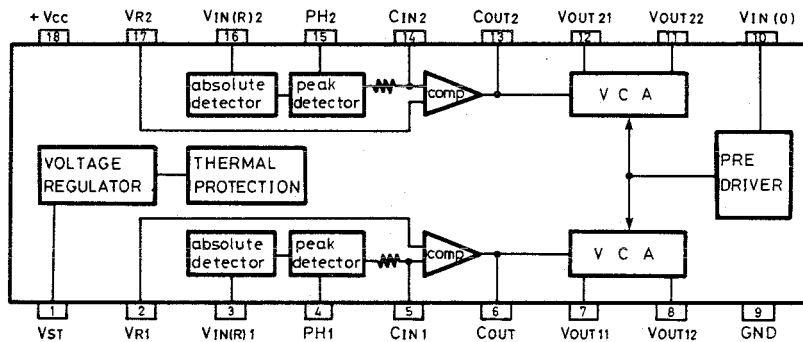 +VCC VR2 VIN(R)2 PH2 CIN2 COUT2 VOUT21 VOUT22 VIN(0)
18 17 16 15 14 13 12 11 10
absolute detector
peak detector
comp
V C A
VOLTAGE REGULATOR
THERMAL PROTECTION
PRE DRIVER
absolute detector
peak detector
comp
V C A
1 2 3 4 5 6 7 8 9
VST VR1 VIN(R)1 PH1 CIN1 COUT VOUT11 VOUT12 GND